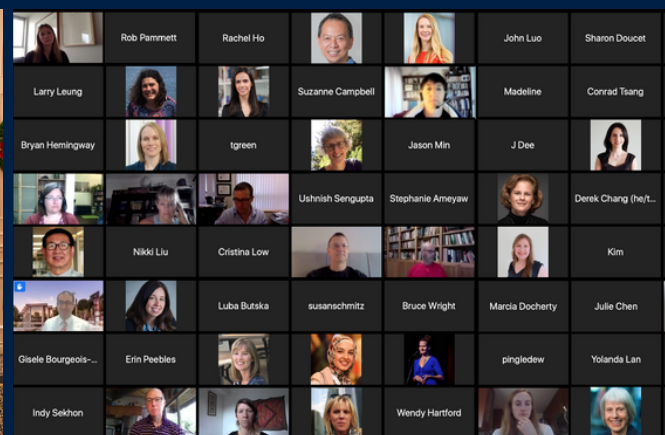 Rob Pammett
Rachel Ho
John Luo
Sharon Doucet
Larry Leung
Suzanne Campbell
Madeline
Conrad Tsang
Bryan Hemingway
tgreen
Jason Min
J Dee
Ushnish Sengupta
Stephanie Ameyaw
Derek Chang (he/t...
Nikki Liu
Cristina Low
Kim
Luba Butska
susanschmitz
Bruce Wright
Marcia Docherty
Julie Chen
Gisele Bourgeois-...
Erin Peebles
pingledew
Yolanda Lan
Indy Sekhon
Wendy Hartford